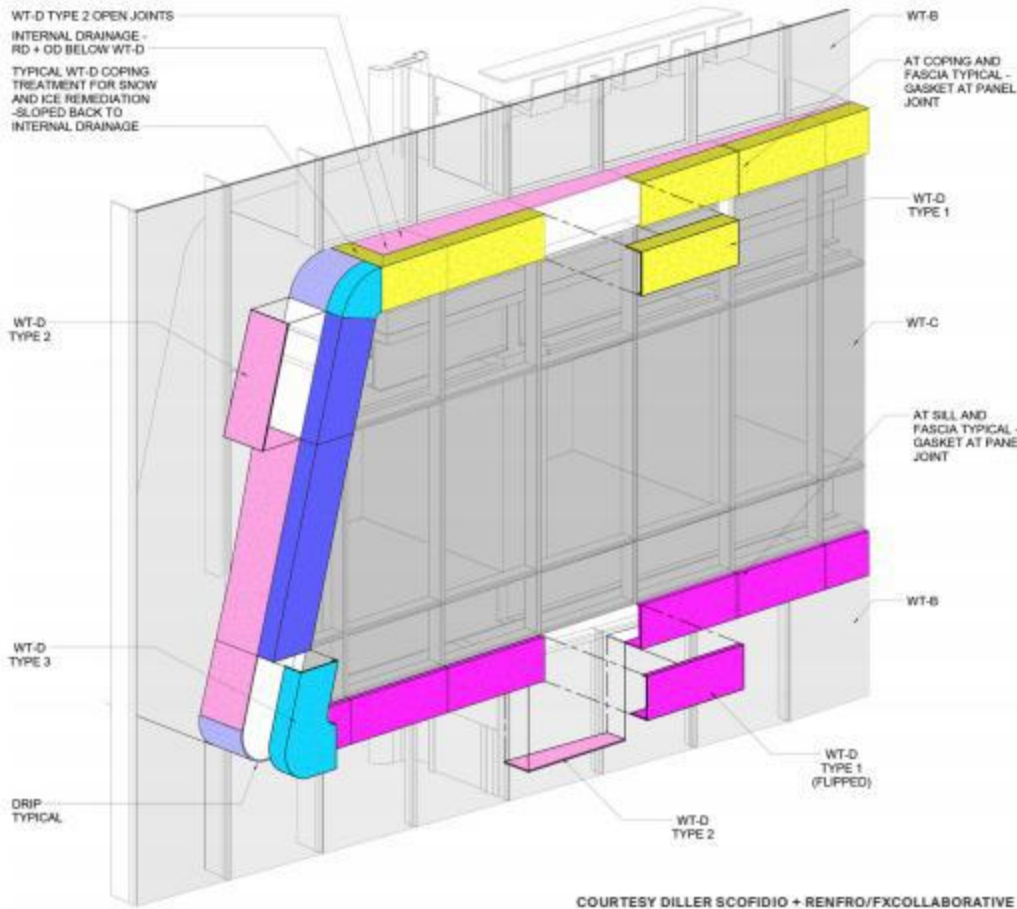 WT-D TYPE 2 OPEN JOINTS
INTERNAL DRAINAGE -
RD + OD BELOW WT-D
TYPICAL WT-D COPING
TREATMENT FOR SNOW
AND ICE REMEDIATION
-SLOPED BACK TO
INTERNAL DRAINAGE
WT-D
TYPE 2
WT-D
TYPE 3
DRIP
TYPICAL
WT-B
AT COPING AND
FASCIA TYPICAL -
GASKET AT PANEL
JOINT
WT-D
TYPE 1
WT-C
AT SILL AND
FASCIA TYPICAL -
GASKET AT PANE
JOINT
WT-B
WT-D
TYPE 1
(FLIPPED)
WT-D
TYPE 2
COURTESY DILLER SCOFIDIO + RENFRO/FXCOLLABORATIVE